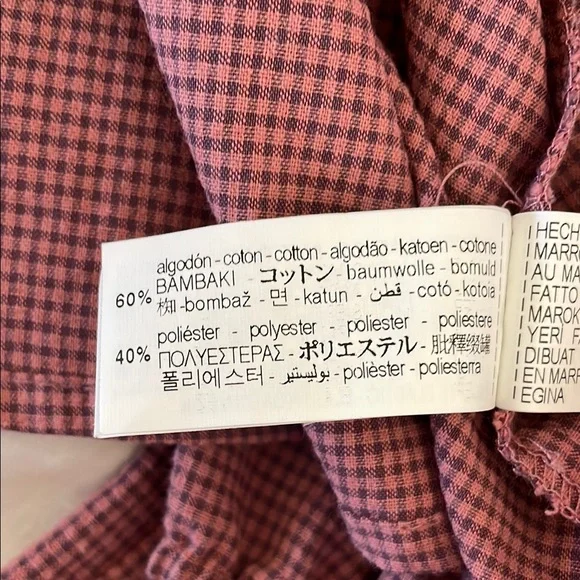 algodón - coton - cotton - algodão - katoen - cotone
BAMBAKI - コットン - baumwolle - bomuld
60%
- bombaž - 면 - katun - قطن - cotó - kotoia
poliéster - polyester - poliester - poliestere
40%
ΠΟΛΥΕΣΤΕΡΑΣ - ポリエステル -
폴리에스터 - بوليستير - polièster - poliesterra
HECH
MARRO
AU MA
FATTO
MAROK
YERİ FA
DIBUAT
EN MARR
EGINA